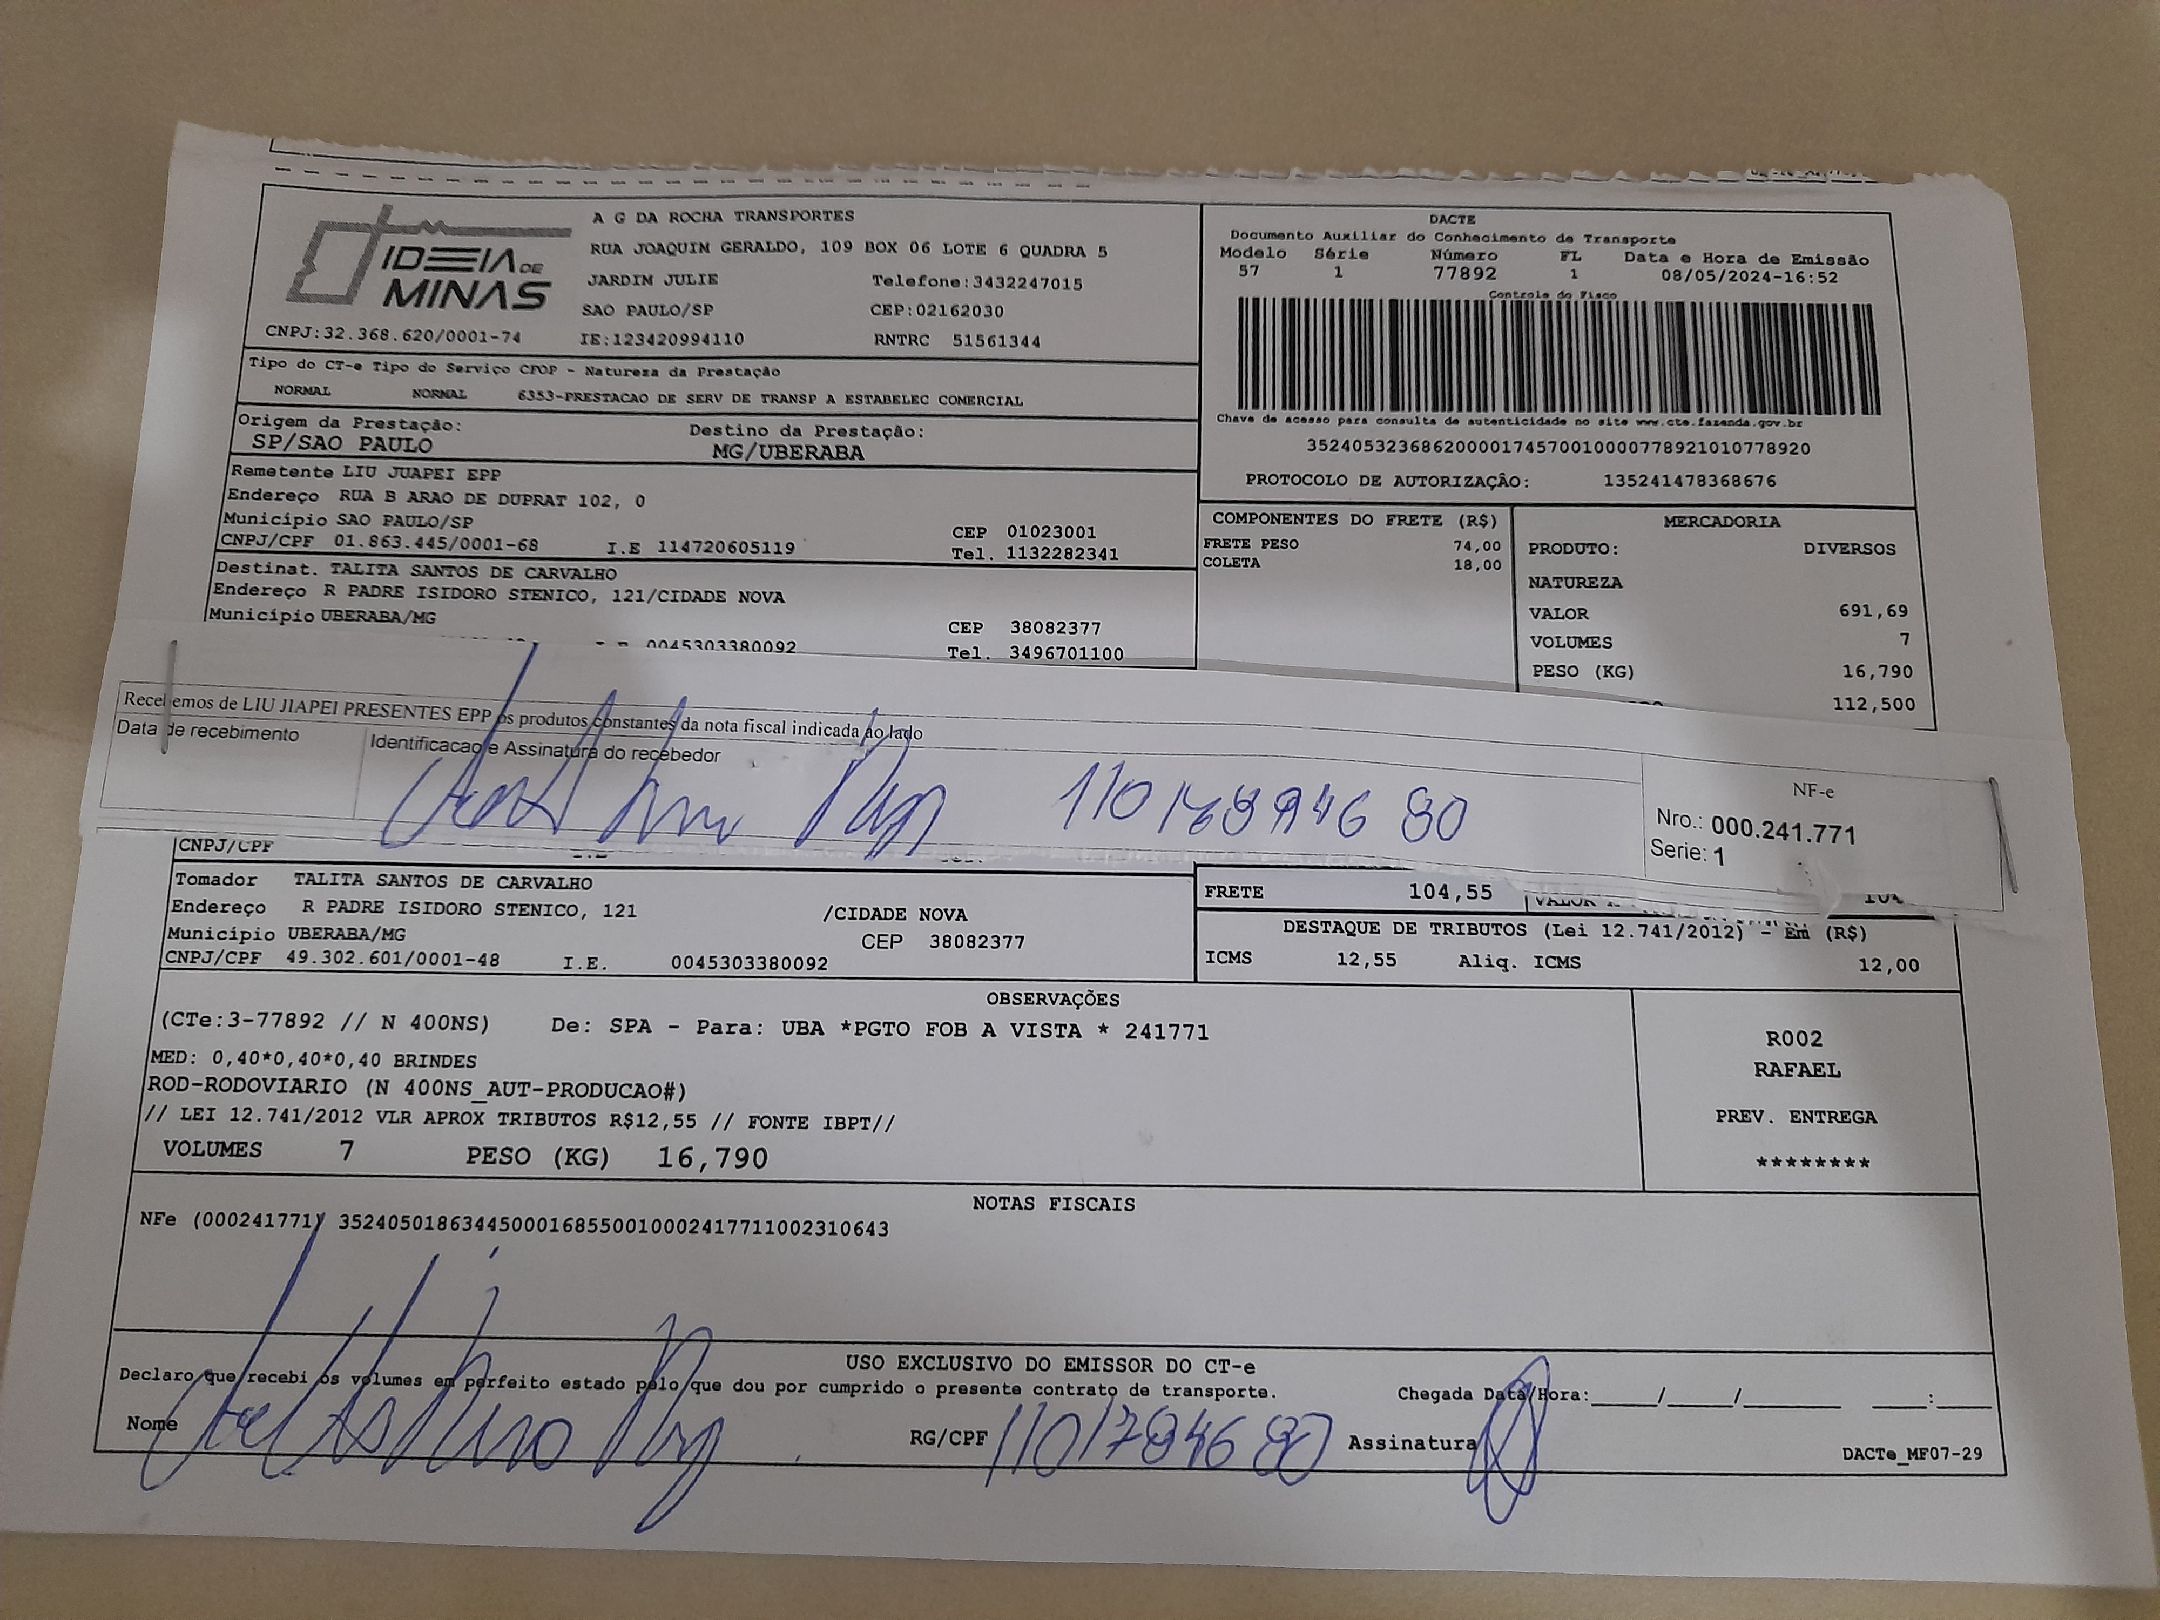 IDEIA DE
MINAS
CNPJ:32.368.620/0001-74
A G DA ROCHA TRANSPORTES
RUA JOAQUIM GERALDO, 109 BOX 06 LOTE 6 QUADRA 5
JARDIN JULIE Telefone:3432247015
SAO PAULO/SP CEP:02162030
IE:123420994110 RNTRC 51561344
DACTE
Documento Auxiliar do Conhecimento de Transporte
Modelo Série Número FL Data e Hora de Emissão
57 1 77892 1 08/05/2024-16:52
Controle do Fisco
Chave de acesso para consulta de autenticidade no site www.cte.fazenda.gov.br
35240532368620000174570010000778921010778920
PROTOCOLO DE AUTORIZAÇÂO: 135241478368676
Tipo do CT-e Tipo do Serviço CFOP - Natureza da Prestação
NORMAL NORMAL 6353-PRESTACAO DE SERV DE TRANSP A ESTABELEC COMERCIAL
Origem da Prestação: Destino da Prestação:
SP/SAO PAULO MG/UBERABA
Remetente LIU JUAPEI EPP
Endereço RUA B ARAO DE DUPRAT 102, 0
Município SAO PAULO/SP CEP 01023001
CNPJ/CPF 01.863.445/0001-68 I.E 114720605119 Tel. 1132282341
Destinat. TALITA SANTOS DE CARVALHO
Endereço R PADRE ISIDORO STENICO, 121/CIDADE NOVA
Município UBERABA/MG CEP 38082377
0045303380092 Tel. 3496701100
COMPONENTES DO FRETE (R$)
FRETE PESO 74,00
COLETA 18,00
MERCADORIA
PRODUTO: DIVERSOS
NATUREZA
VALOR 691,69
VOLUMES 7
PESO (KG) 16,790
112,500
Recebemos de LIU JIAPEI PRESENTES EPP os produtos constantes da nota fiscal indicada ao lado
Data de recebimento Identificacao e Assinatura do recebedor
NF-e
Nro.: 000.241.771
Serie: 1
CNPJ/CPF
Tomador TALITA SANTOS DE CARVALHO
Endereço R PADRE ISIDORO STENICO, 121 /CIDADE NOVA
Município UBERABA/MG CEP 38082377
CNPJ/CPF 49.302.601/0001-48 I.E. 0045303380092
FRETE 104,55
DESTAQUE DE TRIBUTOS (Lei 12.741/2012) - Em (R$)
ICMS 12,55 Aliq. ICMS 12,00
OBSERVAÇÕES
(CTe:3-77892 // N 400NS) De: SPA - Para: UBA *PGTO FOB A VISTA * 241771
MED: 0,40*0,40*0,40 BRINDES
ROD-RODOVIARIO (N 400NS_AUT-PRODUCAO#)
// LEI 12.741/2012 VLR APROX TRIBUTOS R$12,55 // FONTE IBPT//
VOLUMES 7 PESO (KG) 16,790
R002
RAFAEL
PREV. ENTREGA
********
NOTAS FISCAIS
NFe (000241771) 35240501863445000168550010002417711002310643
USO EXCLUSIVO DO EMISSOR DO CT-e
Declaro que recebi os volumes em perfeito estado pelo que dou por cumprido o presente contrato de transporte. Chegada Data/Hora:_____/_____/_______ ____:____
Nome RG/CPF 11017894680 Assinatura
DACTe_MF07-29